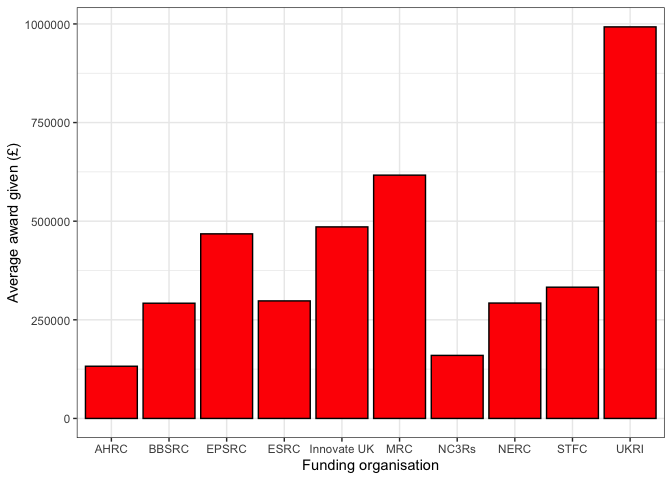 1000000
750000
500000
250000
0
Average award given (£)
AHRC BBSRC EPSRC ESRC Innovate UK MRC NC3Rs NERC STFC UKRI
Funding organisation